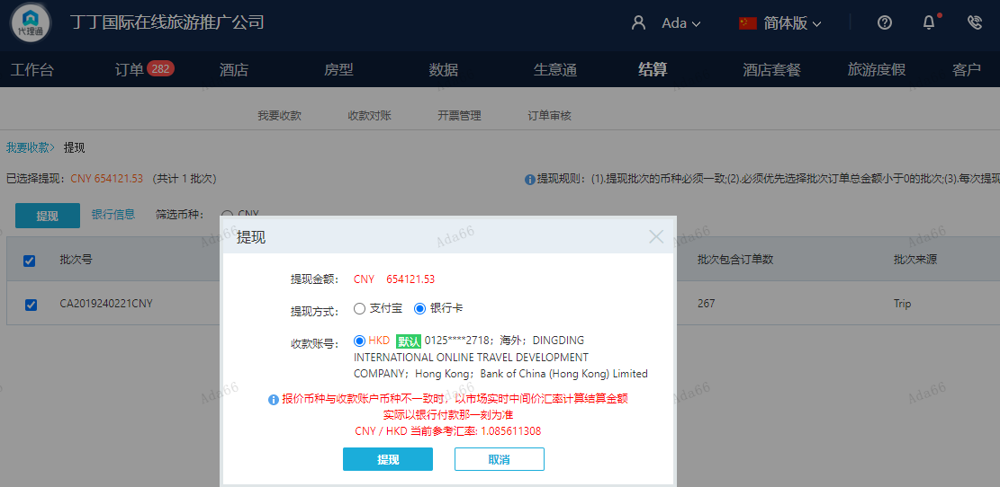 代理通
丁丁国际在线旅游推广公司
Ada
简体版
工作台 订单 282 酒店 房型 数据 生意通 结算 酒店套餐 旅游度假 客户
我要收款 收款对账 开票管理 订单审核
我要收款> 提现
已选择提现：CNY 654121.53 (共计 1 批次)
提现规则：(1).提现批次的币种必须一致;(2).必须优先选择批次订单总金额小于0的批次;(3).每次提现
提现 银行信息 筛选币种： CNY
提现
批次号 批次包含订单数 批次来源
CA2019240221CNY 267 Trip
提现金额： CNY 654121.53
提现方式： 支付宝 银行卡
收款账号： HKD 默认 0125****2718；海外；DINGDING
INTERNATIONAL ONLINE TRAVEL DEVELOPMENT
COMPANY；Hong Kong；Bank of China (Hong Kong) Limited
报价币种与收款账户币种不一致时，以市场实时中间价汇率计算结算金额
实际以银行付款那一刻为准
CNY / HKD 当前参考汇率: 1.085611308
提现 取消
Ada66
Ada66
Ada66
Ada66
Ada66
Ada66